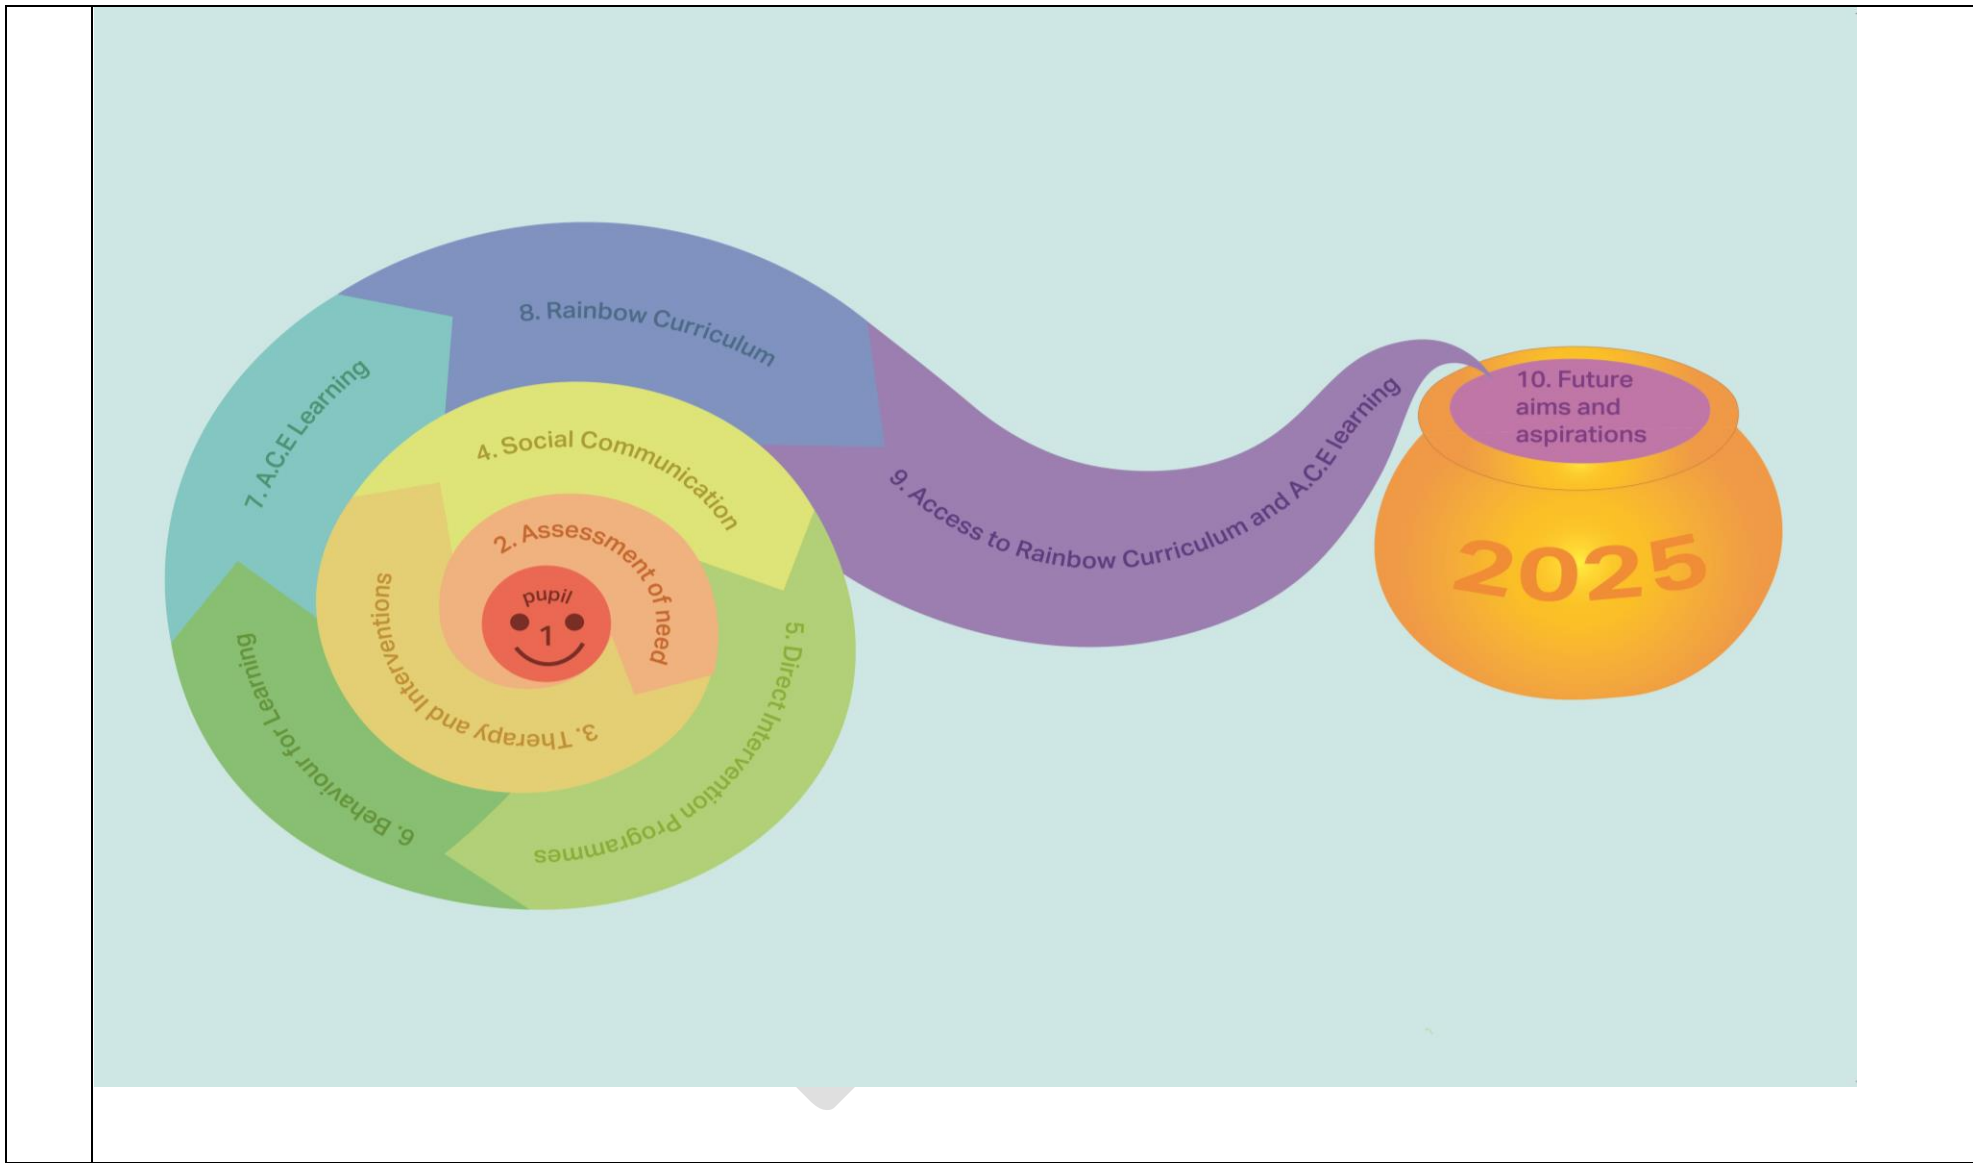 pupil
1
2. Assessment of need
3. Therapy and Interventions
4. Social Communication
5. Direct Intervention Programmes
6. Behaviour for Learning
7. A.C.E Learning
8. Rainbow Curriculum
9. Access to Rainbow Curriculum and A.C.E learning
10. Future
aims and
aspirations
2025